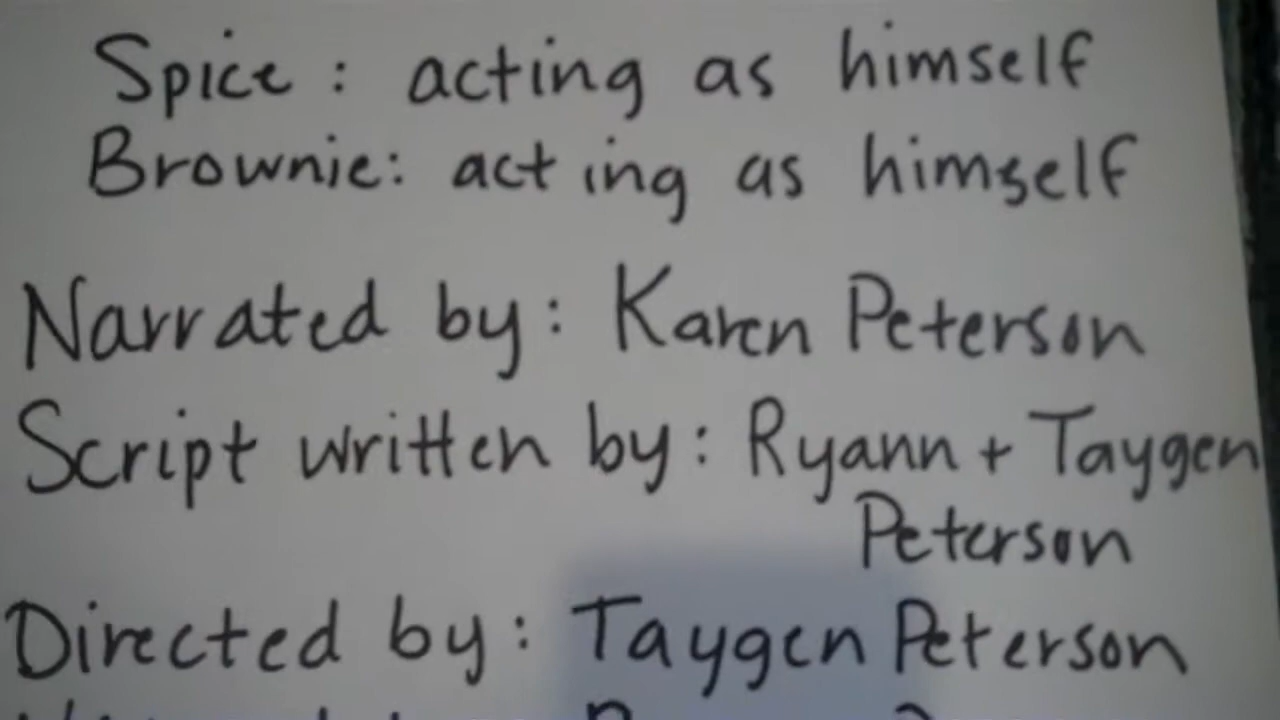 Spice: acting as himself
Brownie: acting as himself
Narrated by: Karen Peterson
Script written by: Ryann + Taygen
Peterson
Directed by: Taygen Peterson